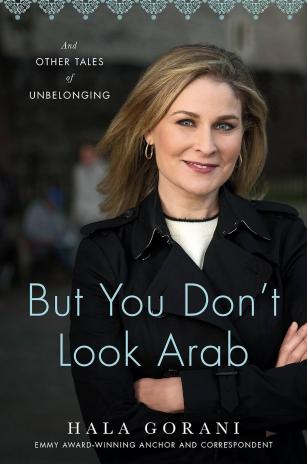 And
OTHER TALES
of
UNBELONGING
But You Don't
Look Arab
HALA GORANI
EMMY AWARD-WINNING ANCHOR AND CORRESPONDENT